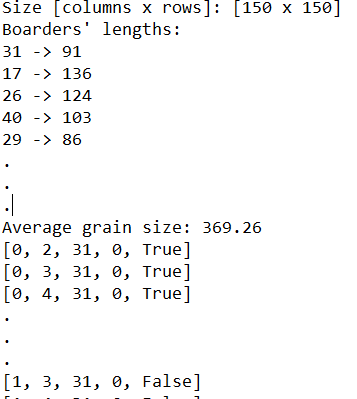 Size [columns x rows]: [150 x 150]
Boarders' lengths:
31 -> 91
17 -> 136
26 -> 124
40 -> 103
29 -> 86
.
.
.
Average grain size: 369.26
[0, 2, 31, 0, True]
[0, 3, 31, 0, True]
[0, 4, 31, 0, True]
.
.
.
[1, 3, 31, 0, False]